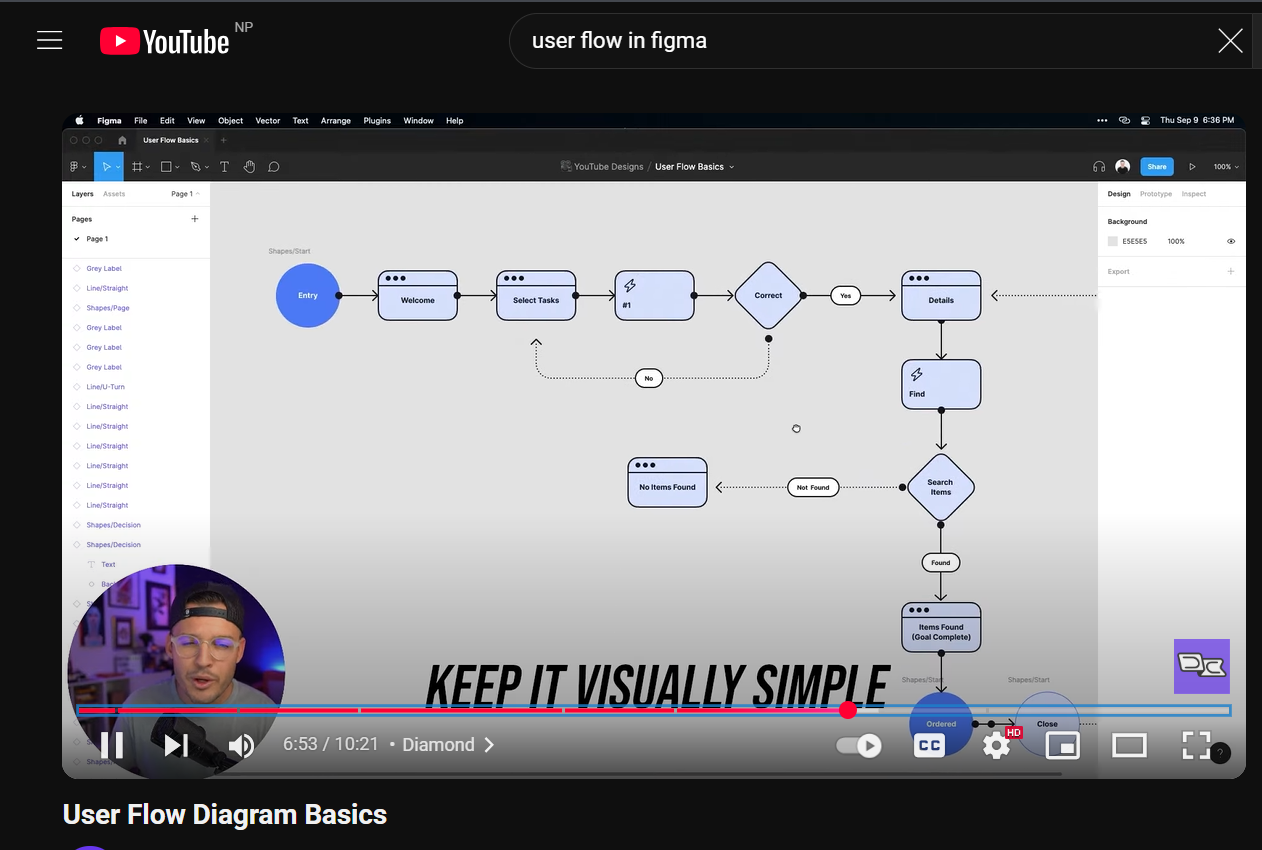 YouTube NP
user flow in figma
Figma File Edit View Object Vector Text Arrange Plugins Window Help
Thu Sep 9 6:36 PM
User Flow Basics
YouTube Designs / User Flow Basics
Share
100%
Layers Assets Page 1
Pages
Page 1
Grey Label
Line/Straight
Shapes/Page
Grey Label
Grey Label
Grey Label
Line/U-Turn
Line/Straight
Line/Straight
Line/Straight
Line/Straight
Line/Straight
Line/Straight
Shapes/Decision
Shapes/Decision
Text
Shapes/Start
Entry
Welcome
Select Tasks
#1
Correct
Yes
Details
No
Find
No Items Found
Not Found
Search
Items
Found
Items Found
(Goal Complete)
Shapes/Start
Shapes/Start
Ordered
Close
Design Prototype Inspect
Background
E5E5E5 100%
Export
KEEP IT VISUALLY SIMPLE
6:53 / 10:21 • Diamond
CC
HD
?
User Flow Diagram Basics